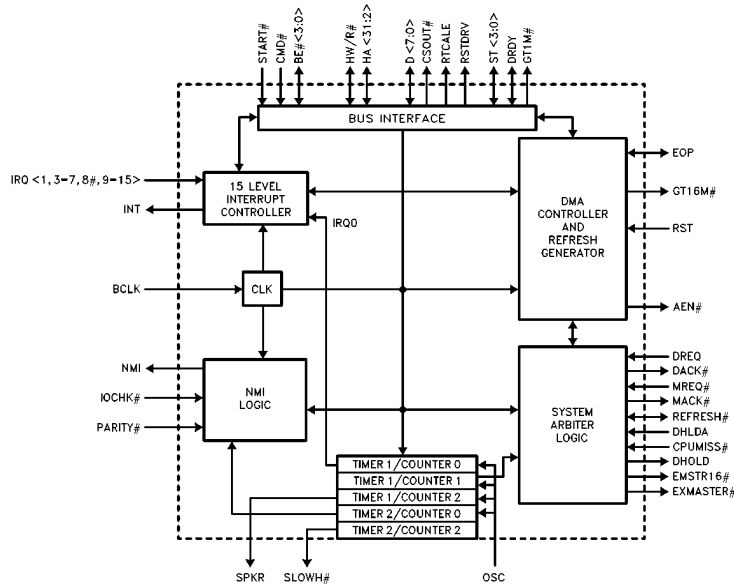 START#
CMD#
BE#<3:0>
HW/R#
HA <31:2>
D <7:0>
CSOUT#
RTCALE
RSTDRV
ST <3:0>
DRDY
GT1M#
BUS INTERFACE
IRQ <1,3-7,8#,9-15>
INT
15 LEVEL
INTERRUPT
CONTROLLER
IRQ0
DMA
CONTROLLER
AND
REFRESH
GENERATOR
EOP
GT16M#
RST
AEN#
BCLK
CLK
NMI
IOCHK#
PARITY#
NMI
LOGIC
SYSTEM
ARBITER
LOGIC
DREQ
DACK#
MREQ#
MACK#
REFRESH#
DHLDA
CPUMISS#
DHOLD
EMSTR16#
EXMASTER#
TIMER 1/COUNTER 0
TIMER 1/COUNTER 1
TIMER 1/COUNTER 2
TIMER 2/COUNTER 0
TIMER 2/COUNTER 2
SPKR
SLOWH#
OSC